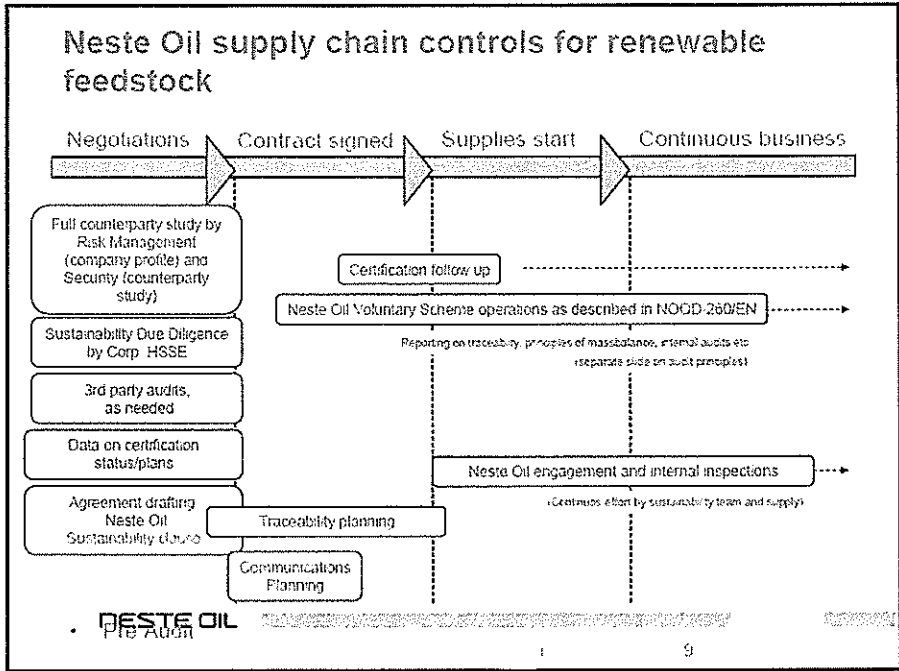 Neste Oil supply chain controls for renewable
feedstock
Negotiations
Contract signed
Supplies start
Continuous business
Full counterparty study by
Risk Management
(company profile) and
Security (counterparty
study)
Sustainability Due Diligence
by Corp HSSE
3rd party audits,
as needed
Data on certification
status/plans
Agreement drafting
Neste Oil
Sustainability clause
Certification follow up
Neste Oil Voluntary Scheme operations as described in NOOD-260/EN
Reporting on traceability, principles of massbalance, internal audits etc
(separate slide on audit principles)
Neste Oil engagement and internal inspections
(Continues effort by sustainability team and supply)
Traceability planning
Communications
Planning
NESTE OIL
• Pre Audit
9